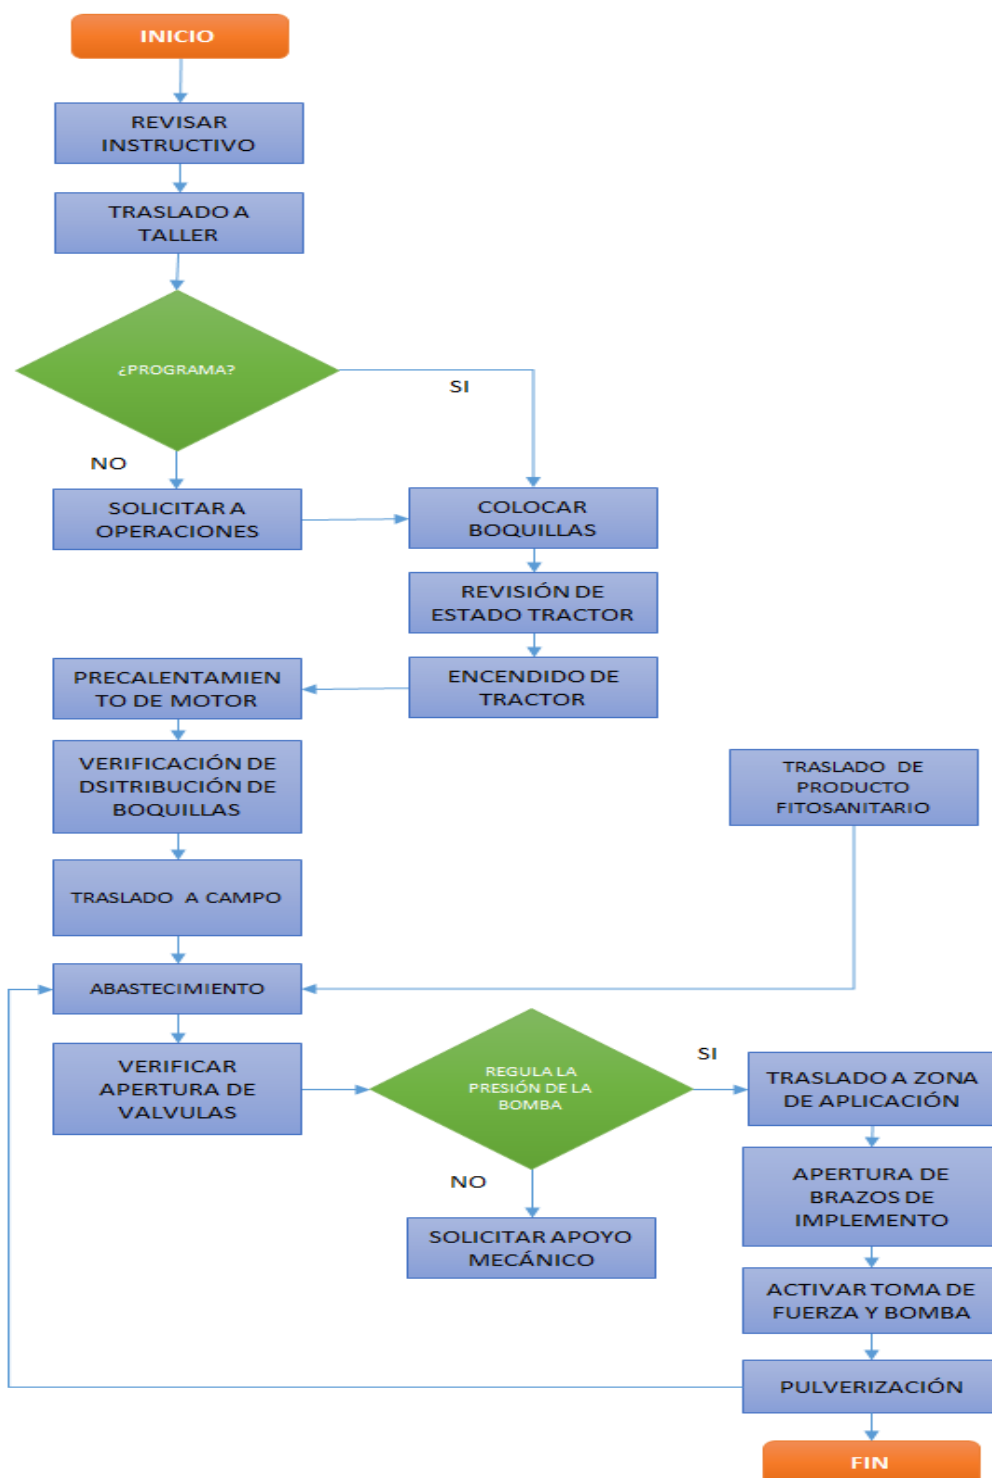 INICIO
REVISAR
INSTRUCTIVO
TRASLADO A
TALLER
¿PROGRAMA?
SI
NO
SOLICITAR A
OPERACIONES
COLOCAR
BOQUILLAS
REVISIÓN DE
ESTADO TRACTOR
ENCENDIDO DE
TRACTOR
PRECALENTAMIEN
TO DE MOTOR
VERIFICACIÓN DE
DSITRIBUCIÓN DE
BOQUILLAS
TRASLADO DE
PRODUCTO
FITOSANITARIO
TRASLADO A CAMPO
ABASTECIMIENTO
VERIFICAR
APERTURA DE
VALVULAS
REGULA LA
PRESIÓN DE LA
BOMBA
SI
NO
SOLICITAR APOYO
MECÁNICO
TRASLADO A ZONA
DE APLICACIÓN
APERTURA DE
BRAZOS DE
IMPLEMENTO
ACTIVAR TOMA DE
FUERZA Y BOMBA
PULVERIZACIÓN
FIN